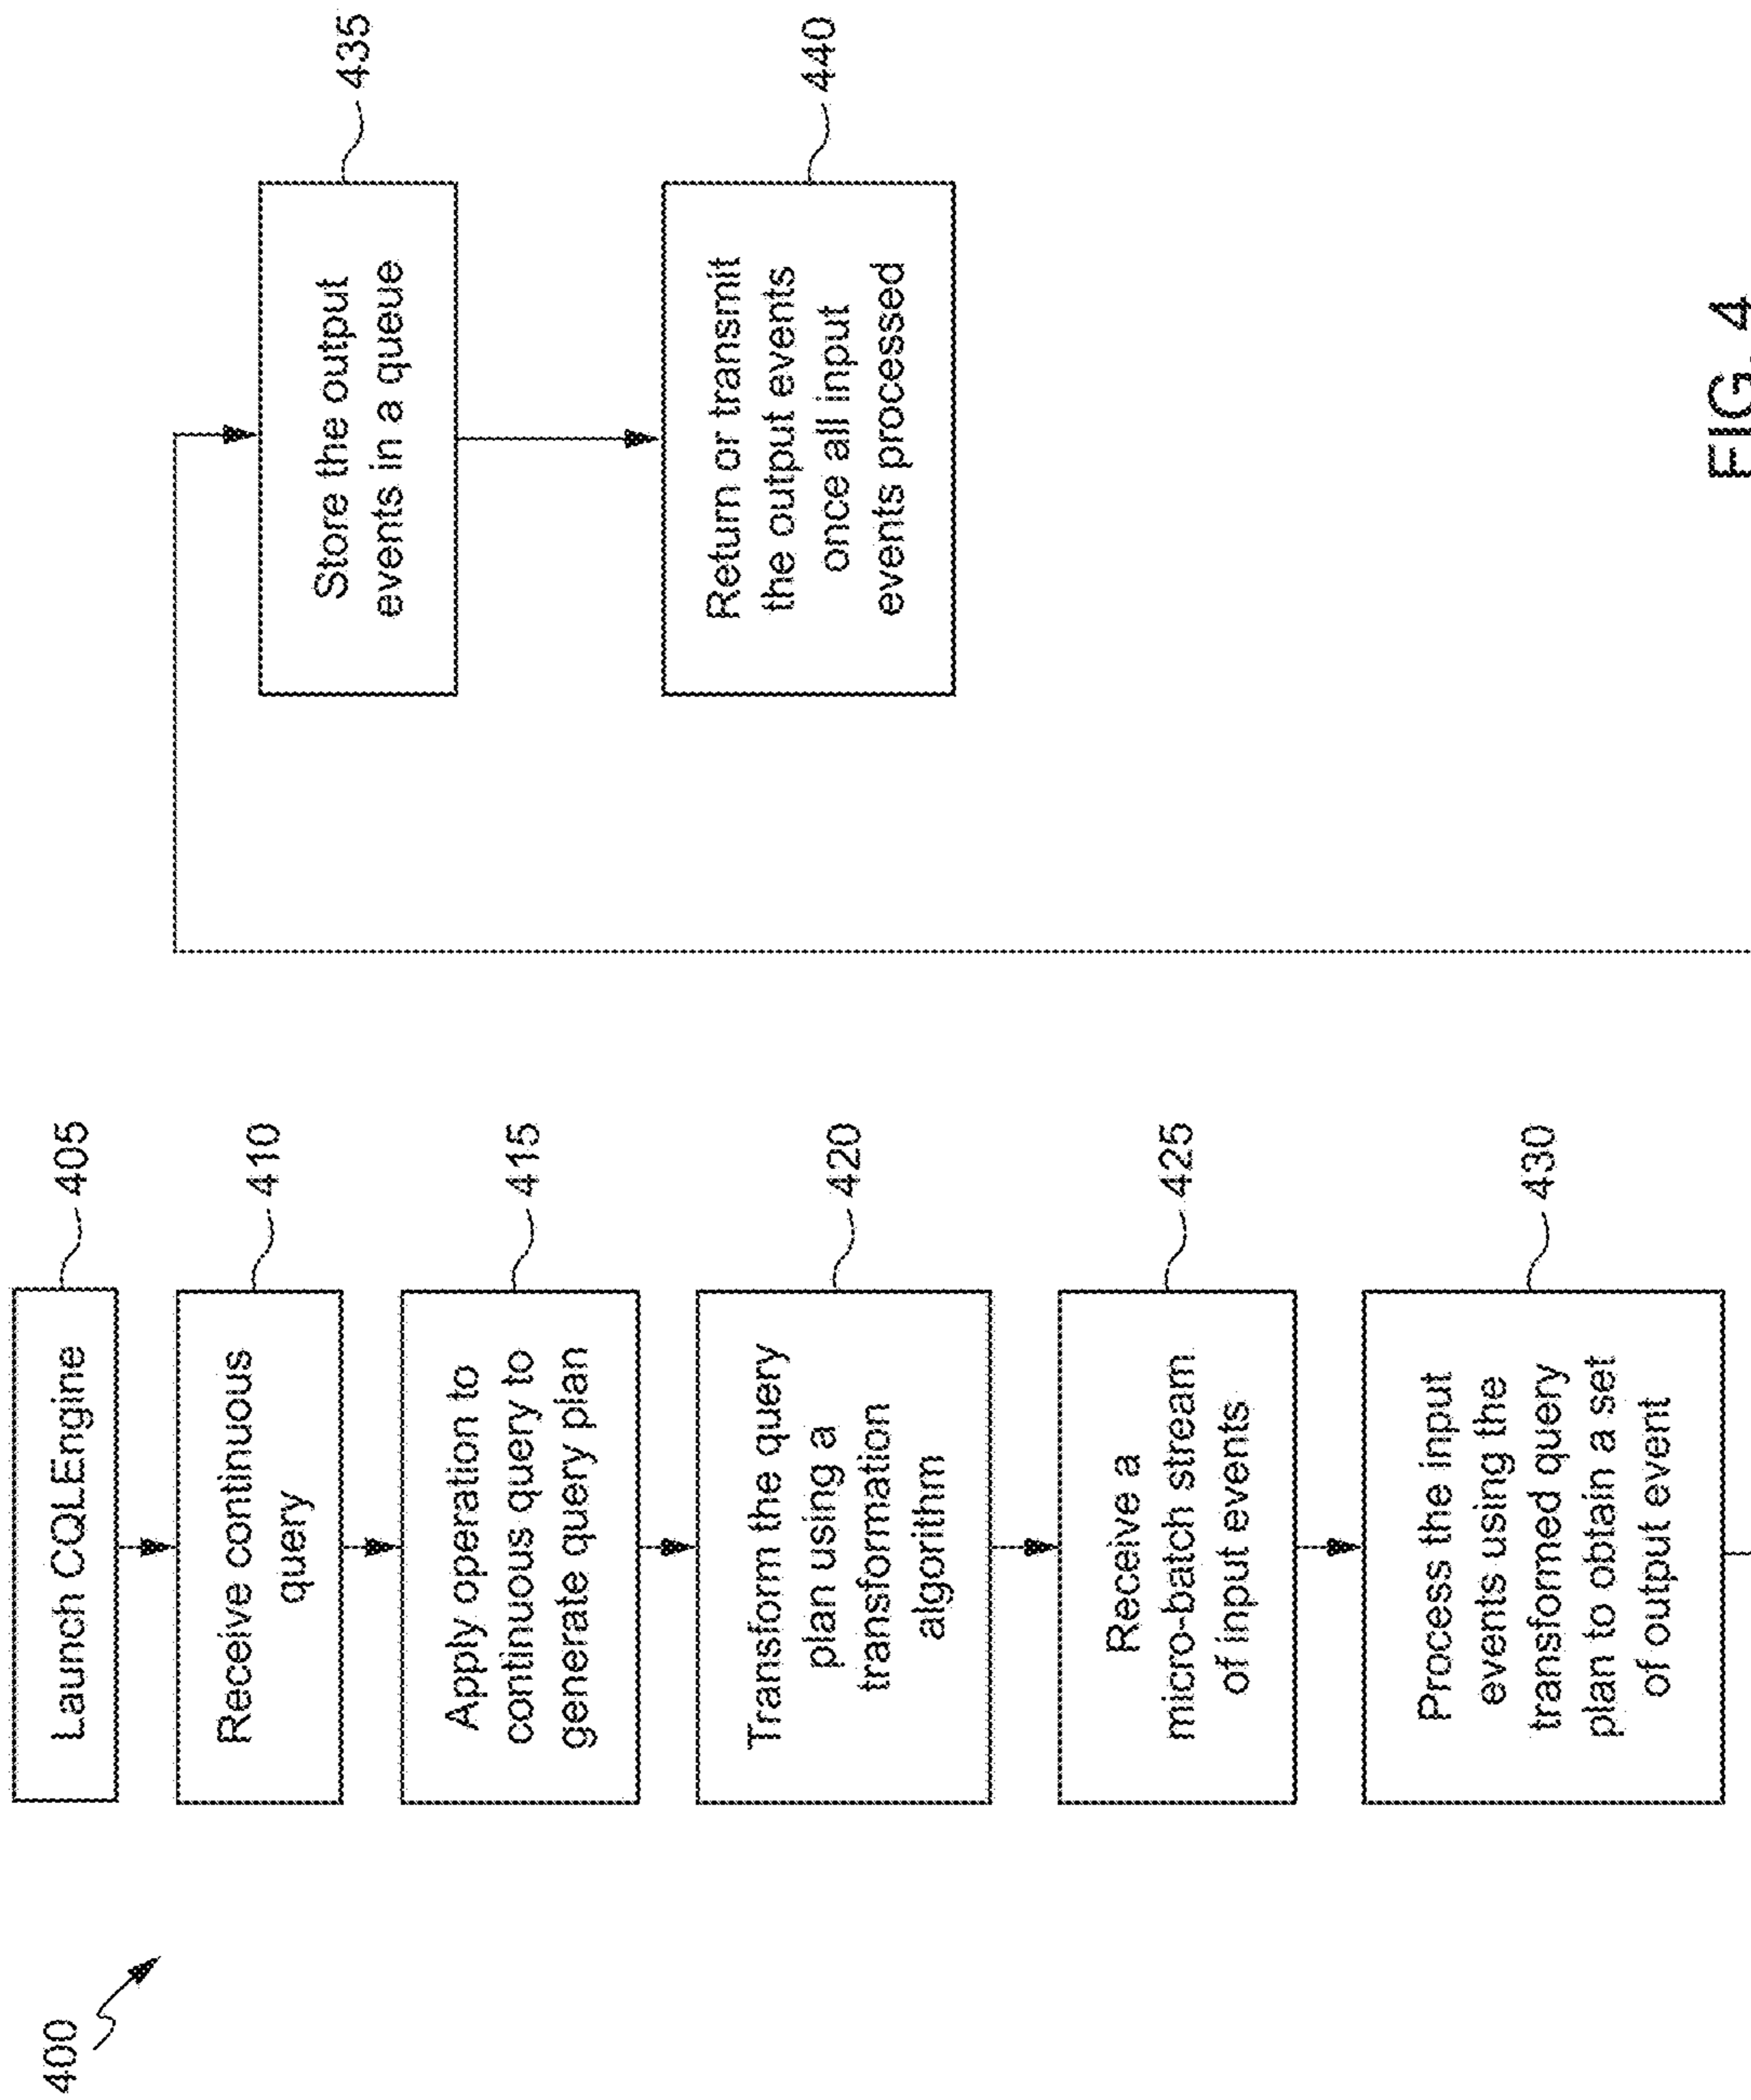 400
Launch CQLEngine
405
Receive continuous
query
410
Apply operation to
continuous query to
generate query plan
415
Transform the query
plan using a
transformation
algorithm
420
Receive a
micro-batch stream
of input events
425
Process the input
events using the
transformed query
plan to obtain a set
of output event
430
Store the output
events in a queue
435
Return or transmit
the output events
once all input
events processed
440
FIG. 4